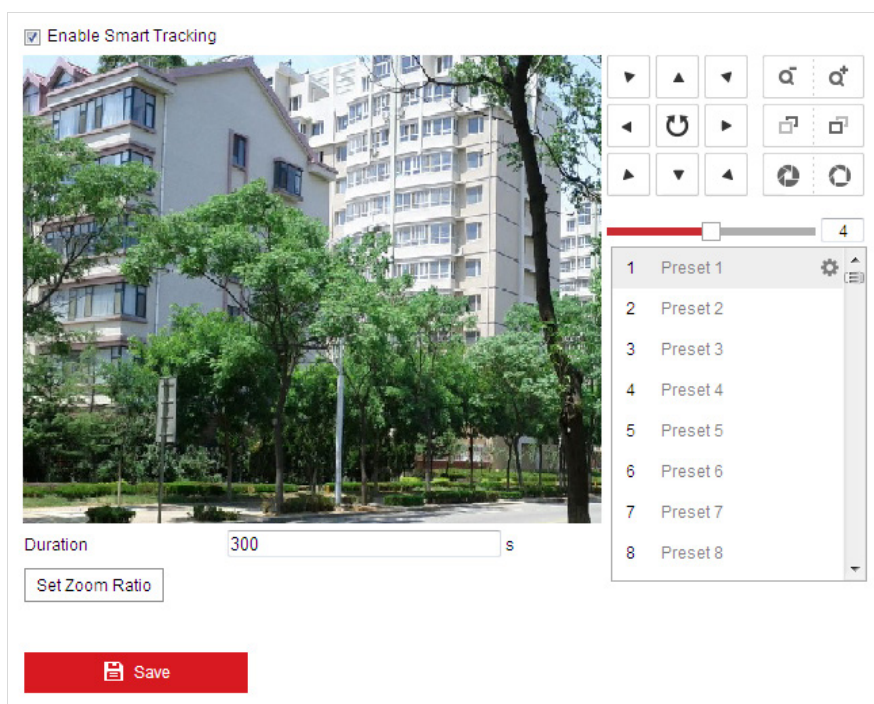 Enable Smart Tracking
4
1 Preset 1
2 Preset 2
3 Preset 3
4 Preset 4
5 Preset 5
6 Preset 6
7 Preset 7
8 Preset 8
Duration 300 s
Set Zoom Ratio
Save